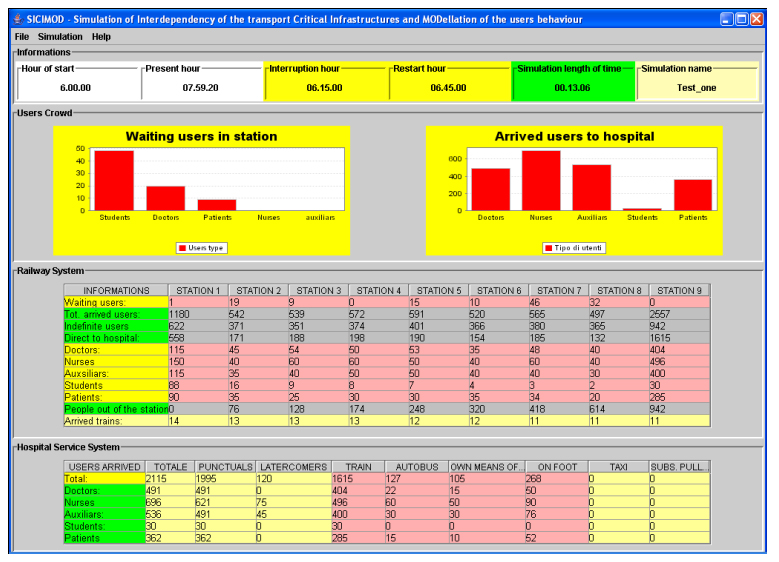 SICIMOD - Simulation of Interdependency of the transport Critical Infrastructures and MODellation of the users behaviour
File Simulation Help
Informations
Hour of start Present hour Interruption hour Restart hour Simulation length of time Simulation name
6.00.00 07.59.20 06.15.00 06.45.00 00.13.06 Test_one
Users Crowd
Waiting users in station
50
40
30
20
10
0
Students Doctors Patients Nurses auxiliars
Users type
Arrived users to hospital
600
400
200
0
Doctors Nurses Auxiliars Students Patients
Tipo di utenti
Railway System
INFORMATIONS STATION 1 STATION 2 STATION 3 STATION 4 STATION 5 STATION 6 STATION 7 STATION 8 STATION 9
Waiting users: 1 19 9 0 15 10 46 32 0
Tot. arrived users: 1180 542 539 572 591 520 565 497 2557
Indefinite users 622 371 351 374 401 366 380 365 942
Direct to hospital: 558 171 188 198 190 154 185 132 1615
Doctors: 115 45 54 50 53 35 48 40 404
Nurses 150 40 60 60 50 40 60 40 496
Auxsiliars: 115 35 40 50 50 40 40 30 400
Students 88 16 9 8 7 4 3 2 30
Patients: 90 35 25 30 30 35 34 20 285
People out of the station 0 76 128 174 248 320 418 614 942
Arrived trains: 14 13 13 13 12 12 11 11 11
Hospital Service System
USERS ARRIVED TOTALE PUNCTUALS LATERCOMERS TRAIN AUTOBUS OWN MEANS OF... ON FOOT TAXI SUBS. PULL...
Total: 2115 1995 120 1615 127 105 268 0 0
Doctors: 491 491 0 404 22 15 50 0 0
Nurses 696 621 75 496 60 50 90 0 0
Auxiliars: 536 491 45 400 30 30 76 0 0
Students: 30 30 0 30 0 0 0 0 0
Patients 362 362 0 285 15 10 52 0 0